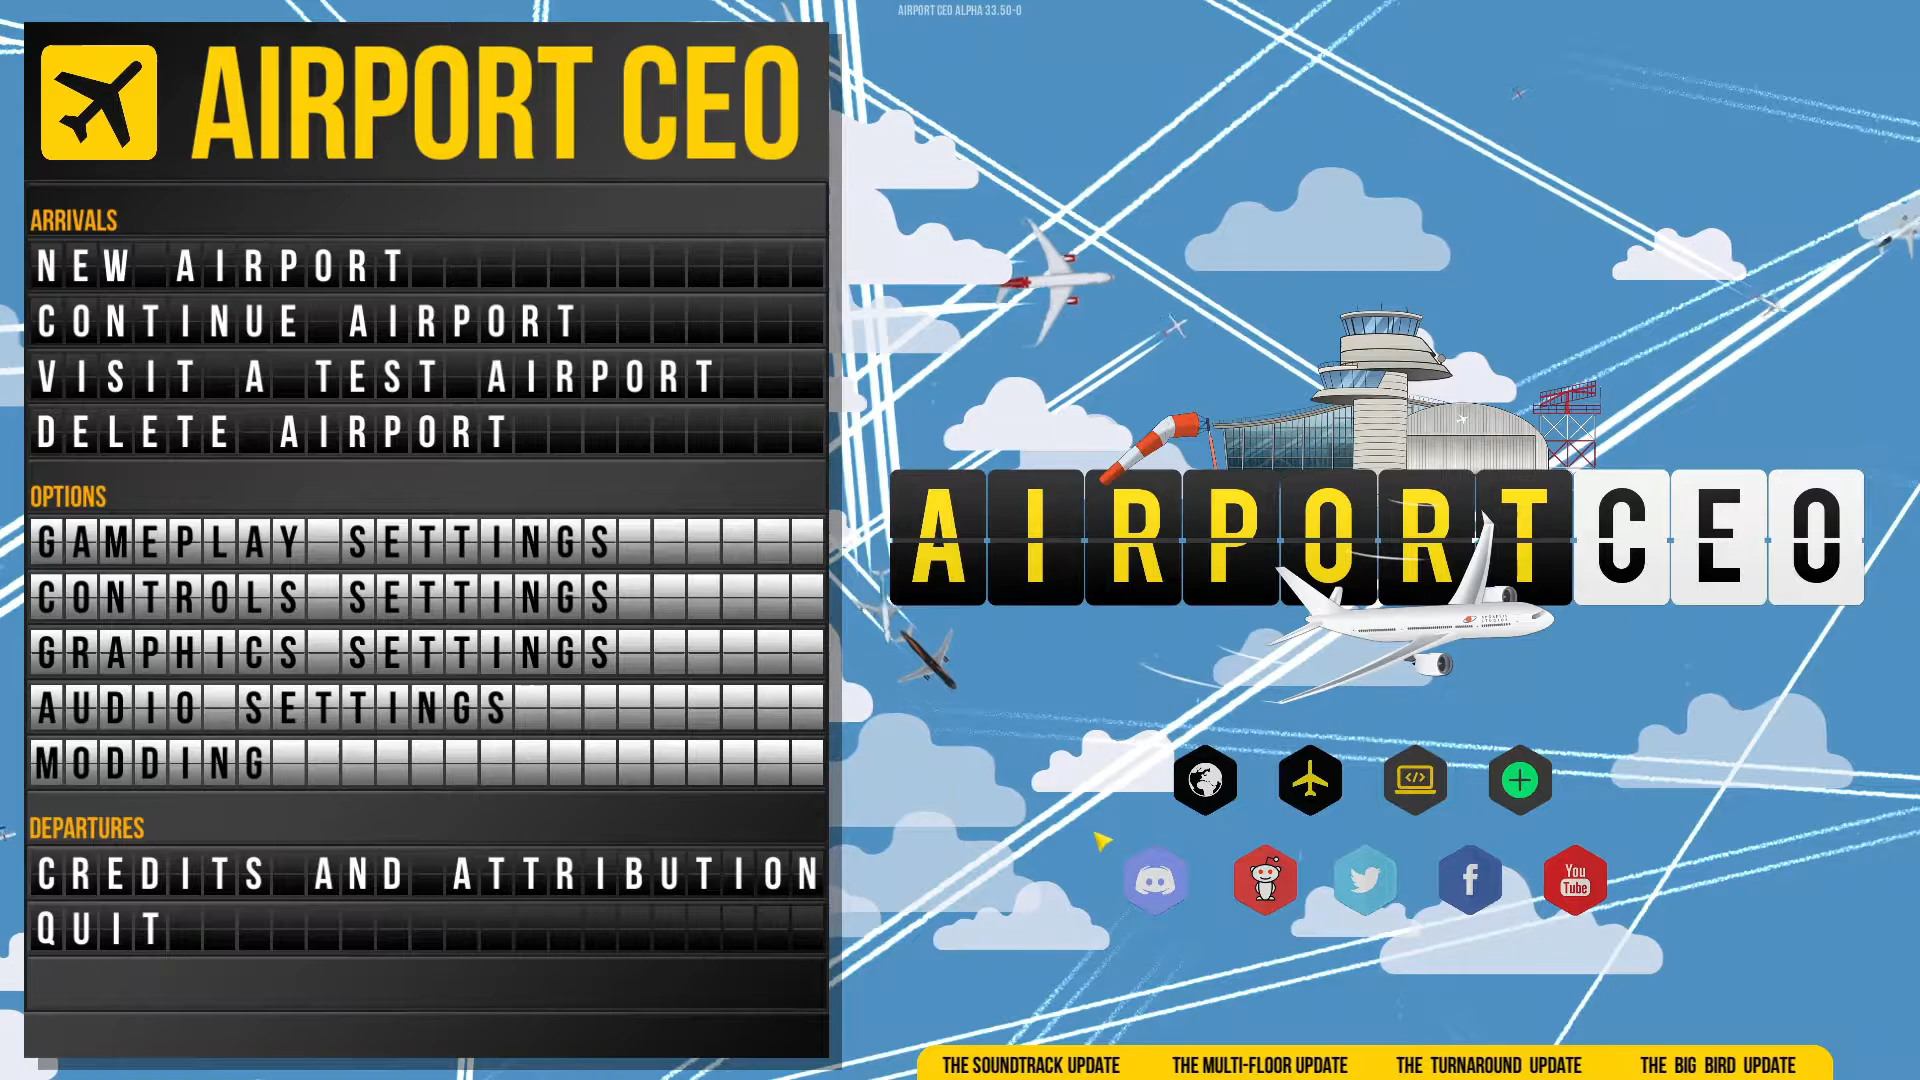 AIRPORT CEO ALPHA 33.50-0
AIRPORT CEO
ARRIVALS
NEW AIRPORT
CONTINUE AIRPORT
VISIT A TEST AIRPORT
DELETE AIRPORT
OPTIONS
GAMEPLAY SETTINGS
CONTROLS SETTINGS
GRAPHICS SETTINGS
AUDIO SETTINGS
MODDING
DEPARTURES
CREDITS AND ATTRIBUTION
QUIT
AIRPORTCEO
You
Tube
THE SOUNDTRACK UPDATE
THE MULTI-FLOOR UPDATE
THE TURNAROUND UPDATE
THE BIG BIRD UPDATE